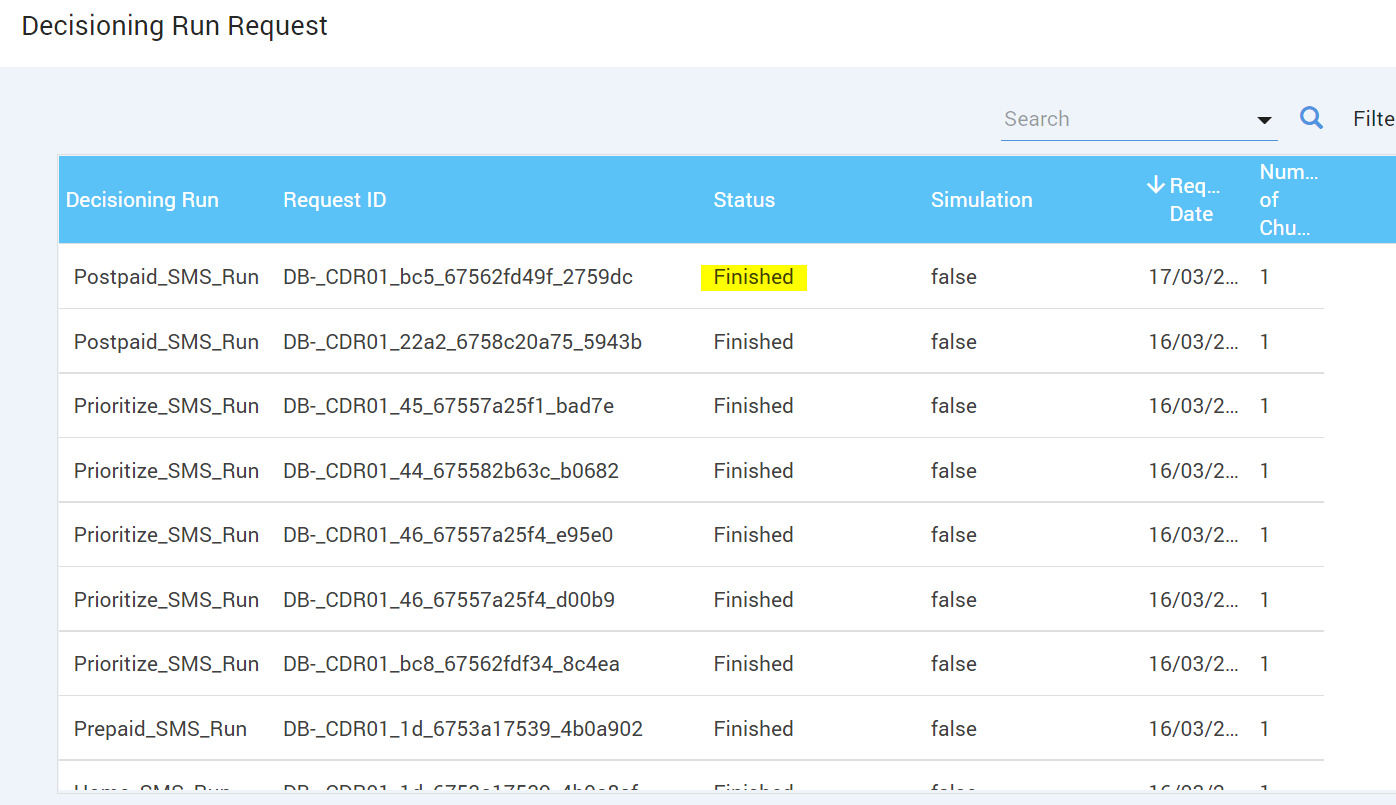 Decisioning Run Request
Search Filte
Decisioning Run Request ID Status Simulation Req... Date Num... of Chu...
Postpaid_SMS_Run DB-_CDR01_bc5_67562fd49f_2759dc Finished false 17/03/2... 1
Postpaid_SMS_Run DB-_CDR01_22a2_6758c20a75_5943b Finished false 16/03/2... 1
Prioritize_SMS_Run DB-_CDR01_45_67557a25f1_bad7e Finished false 16/03/2... 1
Prioritize_SMS_Run DB-_CDR01_44_675582b63c_b0682 Finished false 16/03/2... 1
Prioritize_SMS_Run DB-_CDR01_46_67557a25f4_e95e0 Finished false 16/03/2... 1
Prioritize_SMS_Run DB-_CDR01_46_67557a25f4_d00b9 Finished false 16/03/2... 1
Prioritize_SMS_Run DB-_CDR01_bc8_67562fdf34_8c4ea Finished false 16/03/2... 1
Prepaid_SMS_Run DB-_CDR01_1d_6753a17539_4b0a902 Finished false 16/03/2... 1
Finished false